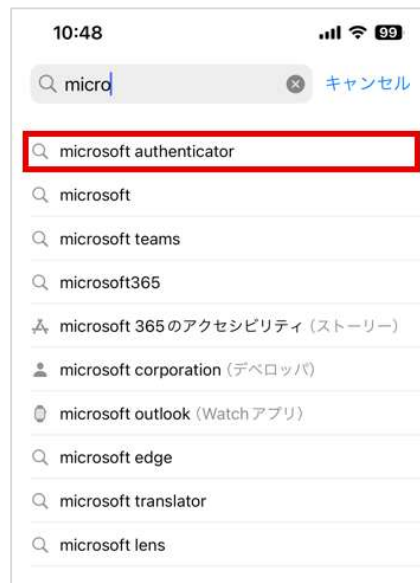 10:48 99
micro キャンセル
microsoft authenticator
microsoft
microsoft teams
microsoft365
microsoft 365のアクセシビリティ（ストーリー）
microsoft corporation（デベロッパ）
microsoft outlook（Watchアプリ）
microsoft edge
microsoft translator
microsoft lens